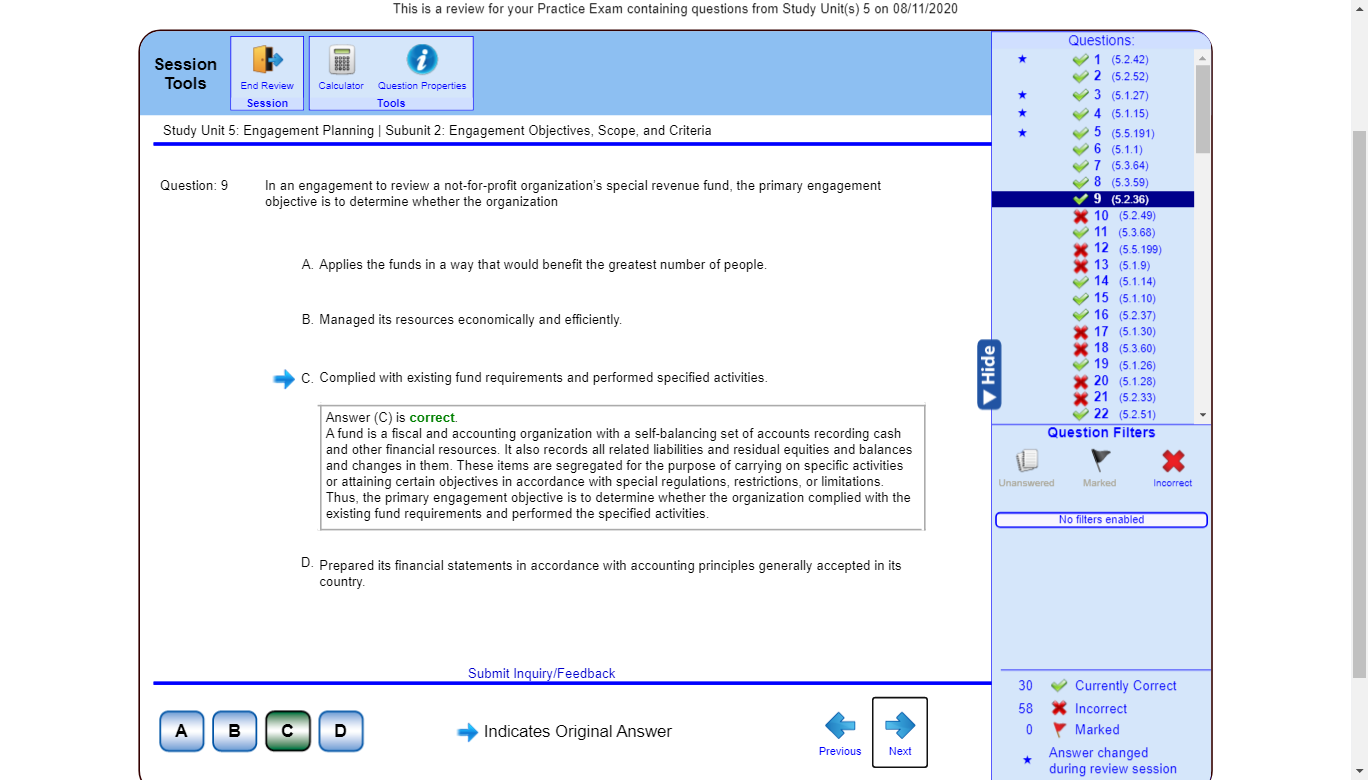 This is a review for your Practice Exam containing questions from Study Unit(s) 5 on 08/11/2020
Session
Tools
End Review
Session
Calculator
Question Properties
Tools
Study Unit 5: Engagement Planning | Subunit 2: Engagement Objectives, Scope, and Criteria
Question: 9
In an engagement to review a not-for-profit organization's special revenue fund, the primary engagement
objective is to determine whether the organization
A. Applies the funds in a way that would benefit the greatest number of people.
B. Managed its resources economically and efficiently.
C. Complied with existing fund requirements and performed specified activities.
Answer (C) is correct.
A fund is a fiscal and accounting organization with a self-balancing set of accounts recording cash
and other financial resources. It also records all related liabilities and residual equities and balances
and changes in them. These items are segregated for the purpose of carrying on specific activities
or attaining certain objectives in accordance with special regulations, restrictions, or limitations.
Thus, the primary engagement objective is to determine whether the organization complied with the
existing fund requirements and performed the specified activities.
D. Prepared its financial statements in accordance with accounting principles generally accepted in its
country.
Submit Inquiry/Feedback
A B C D
Indicates Original Answer
Previous
Next
Hide
Questions:
1 (5.2.42)
2 (5.2.52)
3 (5.1.27)
4 (5.1.15)
5 (5.5.191)
6 (5.1.1)
7 (5.3.64)
8 (5.3.59)
9 (5.2.36)
10 (5.2.49)
11 (5.3.68)
12 (5.5.199)
13 (5.1.9)
14 (5.1.14)
15 (5.1.10)
16 (5.2.37)
17 (5.1.30)
18 (5.3.60)
19 (5.1.26)
20 (5.1.28)
21 (5.2.33)
22 (5.2.51)
Question Filters
Unanswered
Marked
Incorrect
No filters enabled
30 Currently Correct
58 Incorrect
0 Marked
Answer changed
during review session